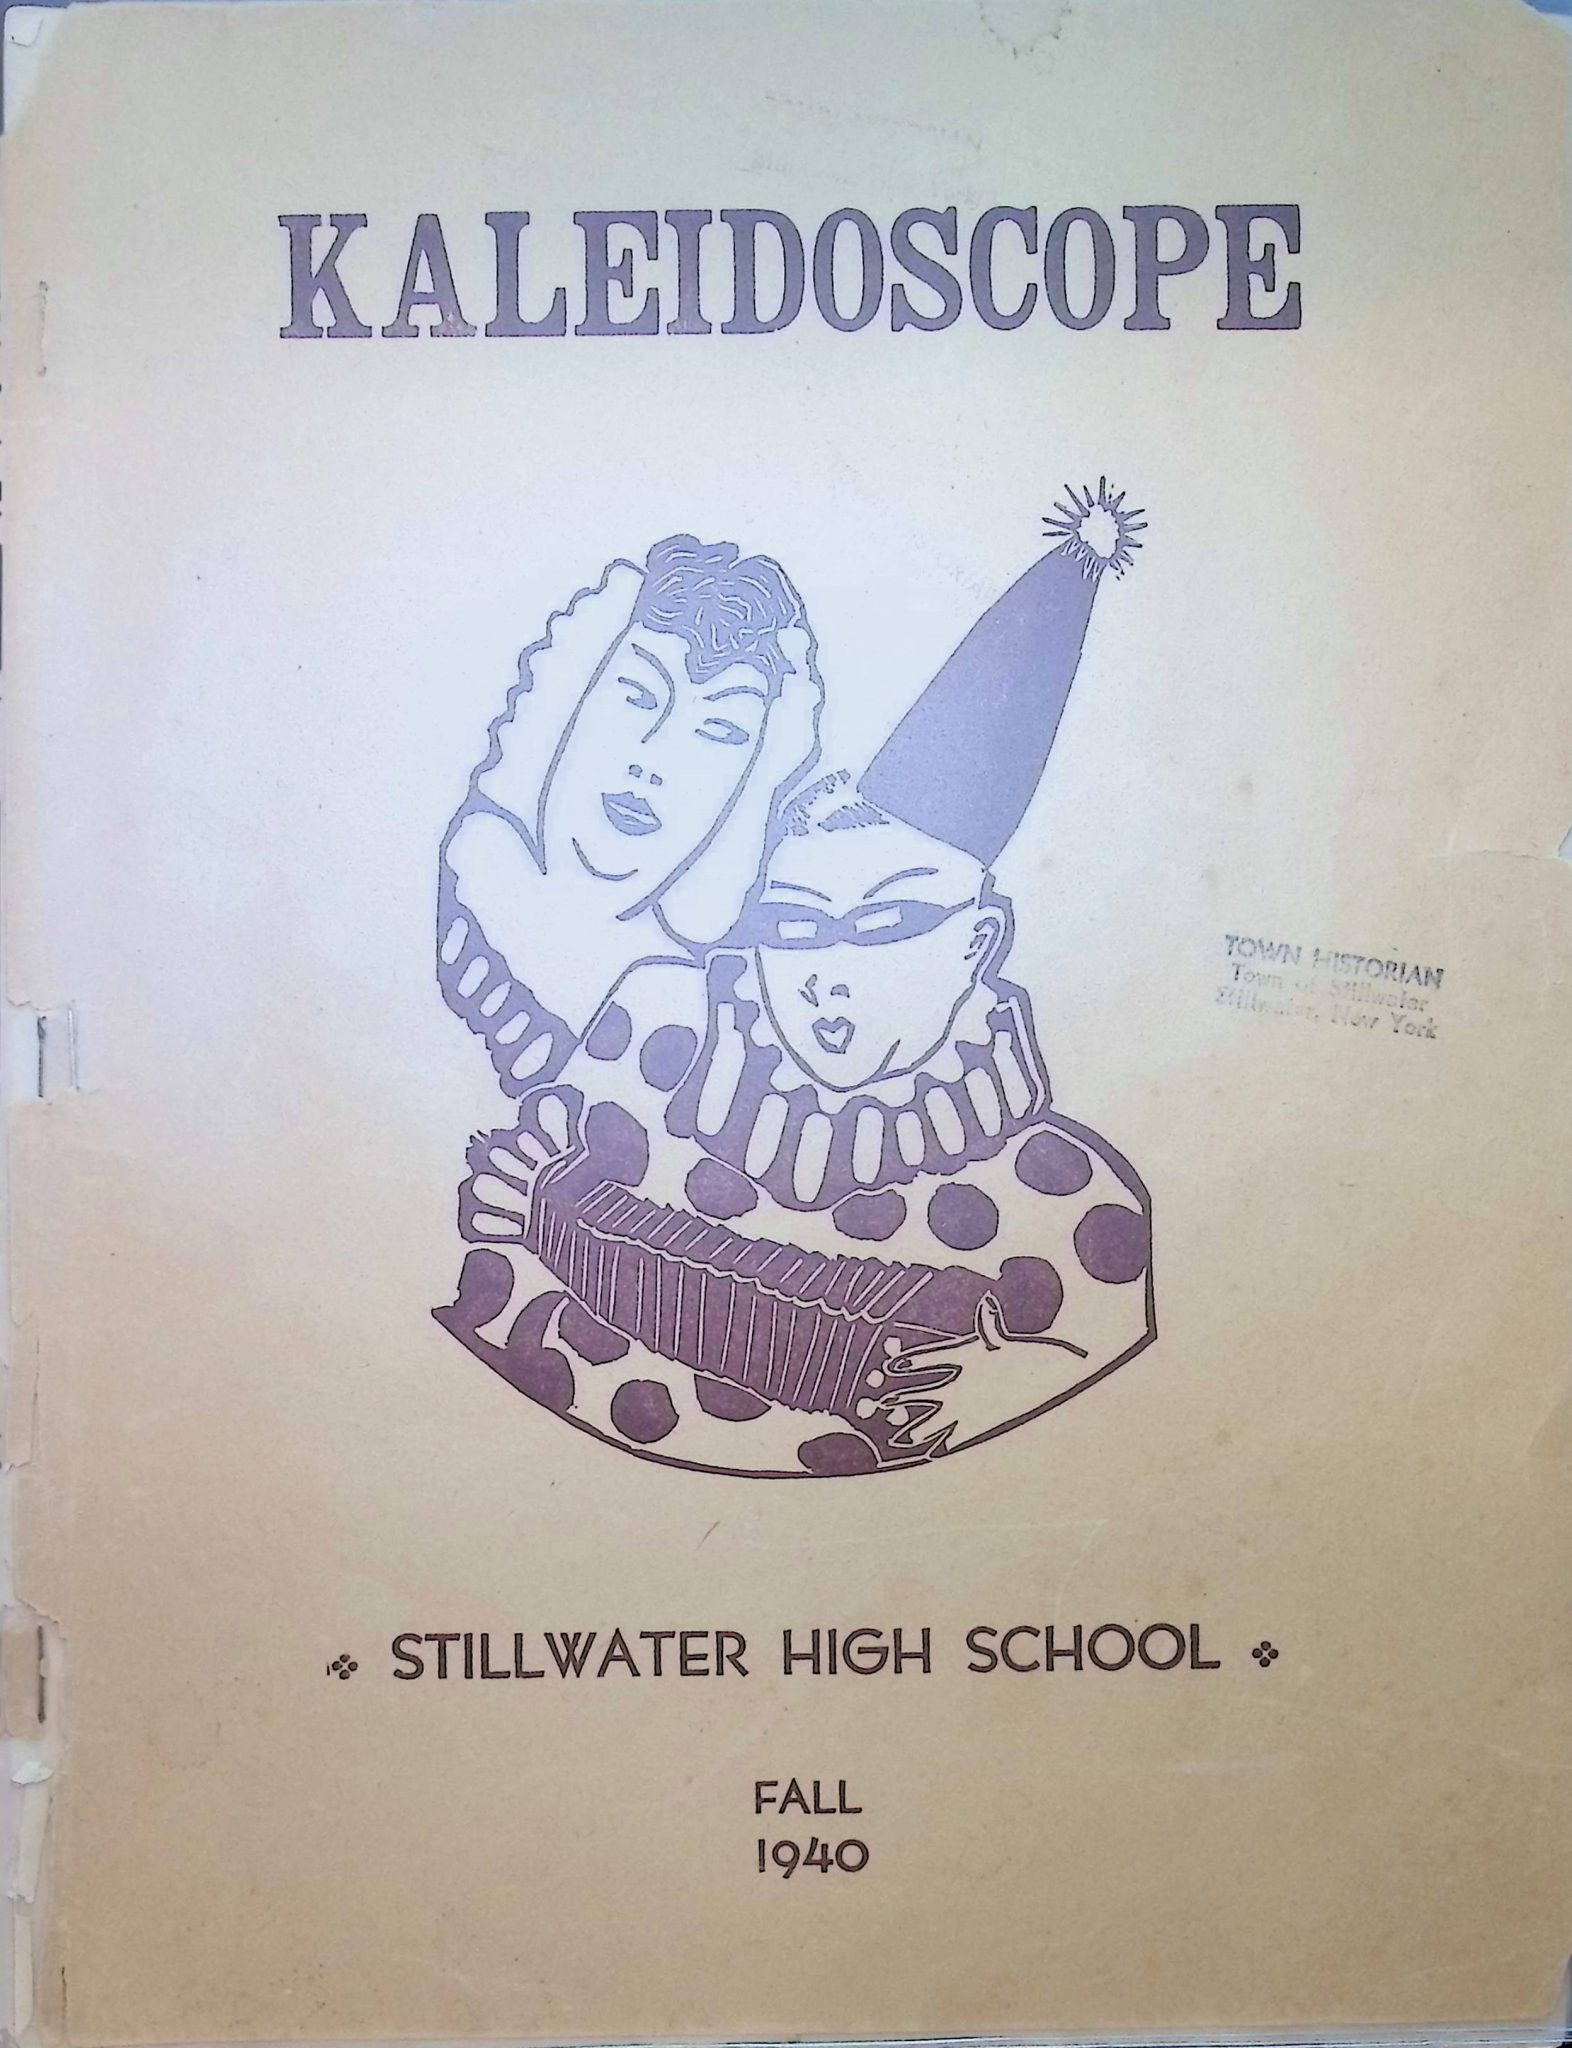 KALEIDOSCOPE
TOWN HISTORIAN
Town of Stillwater
Stillwater, New York
STILLWATER HIGH SCHOOL
FALL
1940